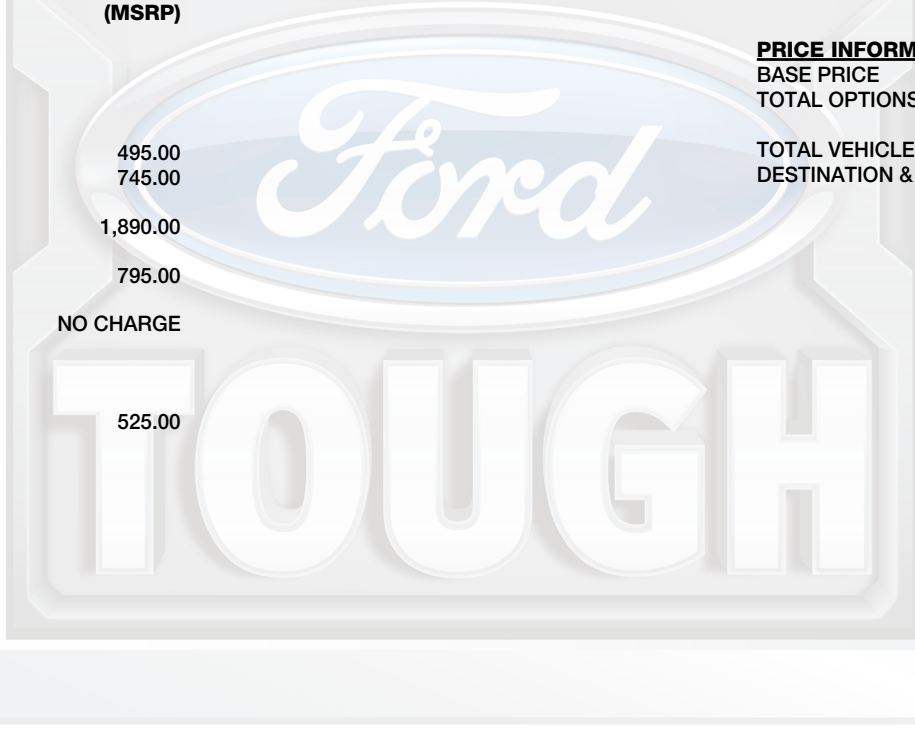 (MSRP)
495.00
745.00
1,890.00
795.00
NO CHARGE
525.00
PRICE INFORM
BASE PRICE
TOTAL OPTIONS
TOTAL VEHICLE
DESTINATION &
Ford
TOUGH